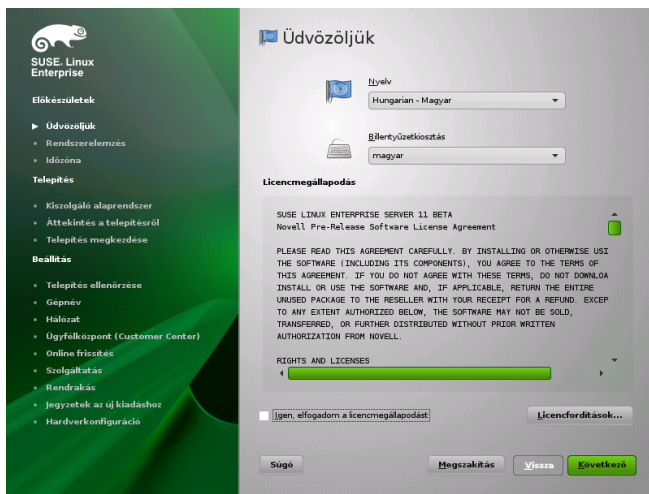 SUSE. Linux
Enterprise
Előkészületek
Üdvözöljük
Rendszerelemzés
Időzóna
Telepítés
Kiszolgáló alaprendszer
Áttekintés a telepítésről
Telepítés megkezdése
Beállítás
Telepítés ellenőrzése
Gépnév
Hálózat
Ügyfélközpont (Customer Center)
Online frissítés
Szolgáltatás
Rendrakás
Jegyzetek az új kiadáshoz
Hardverkonfiguráció
Üdvözöljük
Nyelv
Hungarian - Magyar
Billentyűzetkiosztás
magyar
Licencmegállapodás
SUSE LINUX ENTERPRISE SERVER 11 BETA
Novell Pre-Release Software License Agreement
PLEASE READ THIS AGREEMENT CAREFULLY. BY INSTALLING OR OTHERWISE USI
THE SOFTWARE (INCLUDING ITS COMPONENTS), YOU AGREE TO THE TERMS OF
THIS AGREEMENT. IF YOU DO NOT AGREE WITH THESE TERMS, DO NOT DOWNLOA
INSTALL OR USE THE SOFTWARE AND, IF APPLICABLE, RETURN THE ENTIRE
UNUSED PACKAGE TO THE RESELLER WITH YOUR RECEIPT FOR A REFUND. EXCEP
TO ANY EXTENT AUTHORIZED BELOW, THE SOFTWARE MAY NOT BE SOLD,
TRANSFERRED, OR FURTHER DISTRIBUTED WITHOUT PRIOR WRITTEN
AUTHORIZATION FROM NOVELL.
RIGHTS AND LICENSES
Igen, elfogadom a licencmegállapodást
Licencfordítások...
Súgó
Megszakítás
Vissza
Következő